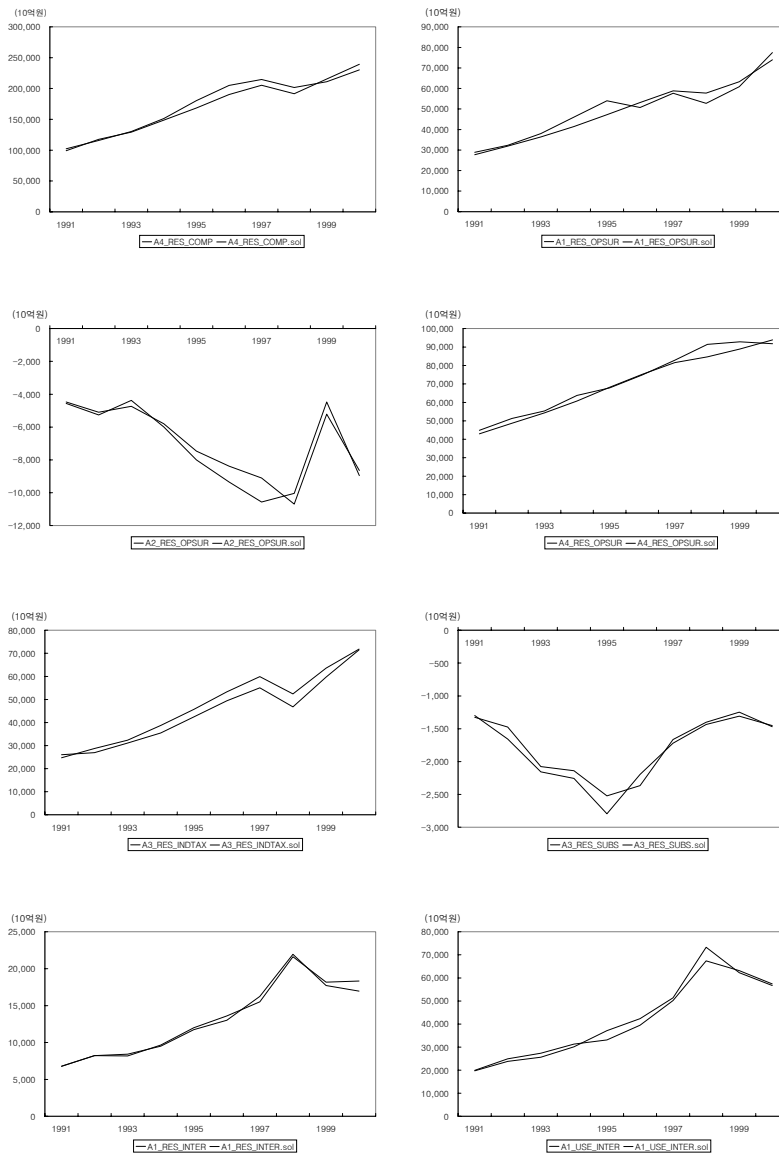 (10억원)
300,000
250,000
200,000
150,000
100,000
50,000
0
1991 1993 1995 1997 1999
A4_RES_COMP A4_RES_COMP.sol
(10억원)
90,000
80,000
70,000
60,000
50,000
40,000
30,000
20,000
10,000
0
1991 1993 1995 1997 1999
A1_RES_OPSUR A1_RES_OPSUR.sol
(10억원)
0
1991 1993 1995 1997 1999
-2,000
-4,000
-6,000
-8,000
-10,000
-12,000
A2_RES_OPSUR A2_RES_OPSUR.sol
(10억원)
100,000
90,000
80,000
70,000
60,000
50,000
40,000
30,000
20,000
10,000
0
1991 1993 1995 1997 1999
A4_RES_OPSUR A4_RES_OPSUR.sol
(10억원)
80,000
70,000
60,000
50,000
40,000
30,000
20,000
10,000
0
1991 1993 1995 1997 1999
A3_RES_INDTAX A3_RES_INDTAX.sol
(10억원)
0
1991 1993 1995 1997 1999
-500
-1,000
-1,500
-2,000
-2,500
-3,000
A3_RES_SUBS A3_RES_SUBS.sol
(10억원)
25,000
20,000
15,000
10,000
5,000
0
1991 1993 1995 1997 1999
A1_RES_INTER A1_RES_INTER.sol
(10억원)
80,000
70,000
60,000
50,000
40,000
30,000
20,000
10,000
0
1991 1993 1995 1997 1999
A1_USE_INTER A1_USE_INTER.sol